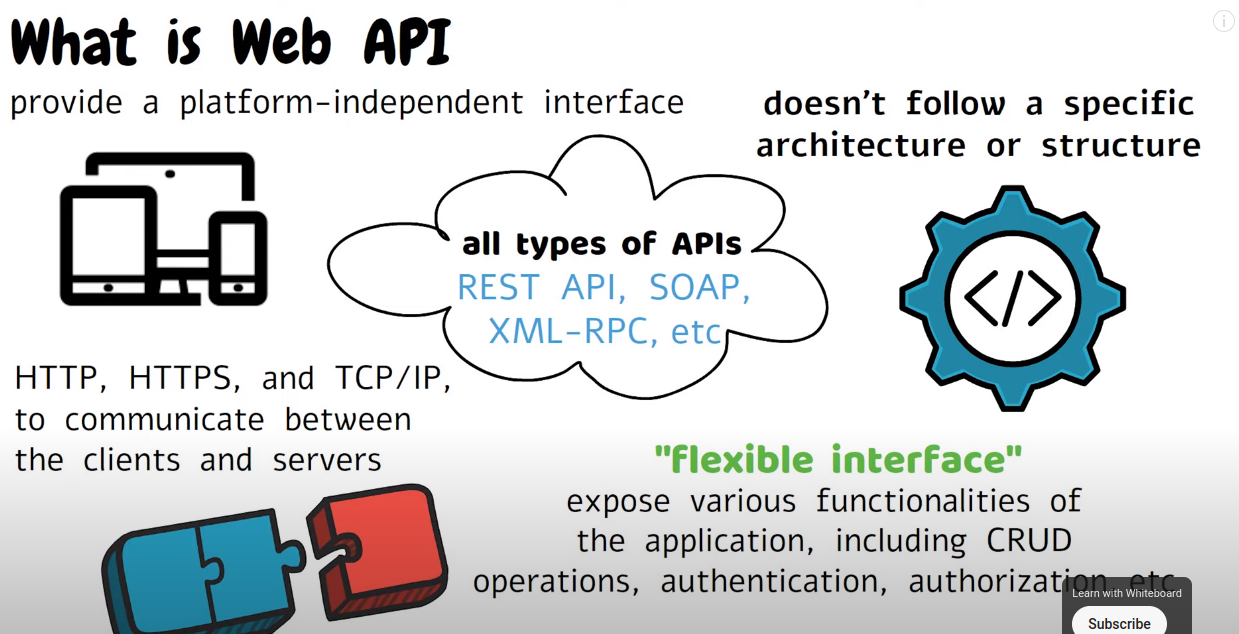 What is Web API
provide a platform-independent interface
doesn't follow a specific
architecture or structure
all types of APIs
REST API, SOAP,
XML-RPC, etc
</>
HTTP, HTTPS, and TCP/IP,
to communicate between
the clients and servers
"flexible interface"
expose various functionalities of
the application, including CRUD
operations, authentication, authorization etc
Learn with Whiteboard
Subscribe